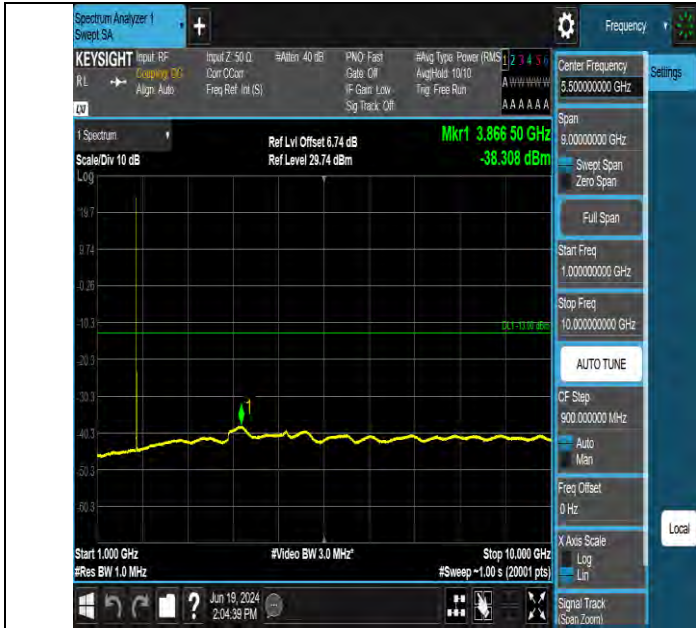 Spectrum Analyzer 1
Swept SA
Frequency
KEYSIGHT
Input: RF
Coupling: DC
Align: Auto
RL
LW
Input Z: 50 Ω
Corr CCorr
Freq Ref: Int (S)
#Atten: 40 dB
PNO: Fast
Gate: Off
IF Gain: Low
Sig Track: Off
#Avg Type: Power (RMS
Avg|Hold: 10/10
Trig: Free Run
1 2 3 4 5 6
A W W W W W
A A A A A A
Center Frequency
5.500000000 GHz
Settings
Span
9.00000000 GHz
Swept Span
Zero Span
Full Span
Start Freq
1.000000000 GHz
Stop Freq
10.000000000 GHz
AUTO TUNE
CF Step
900.000000 MHz
Auto
Man
Freq Offset
0 Hz
X Axis Scale
Log
Lin
Signal Track
(Span Zoom)
Local
1 Spectrum
Scale/Div 10 dB
Ref Lvl Offset 6.74 dB
Ref Level 29.74 dBm
Mkr1 3.866 50 GHz
-38.308 dBm
Log
19.7
9.74
-0.26
-10.3
DL1 -13.00 dBm
-20.3
-30.3
1
-40.3
-50.3
-60.3
Start 1.000 GHz
#Video BW 3.0 MHz*
Stop 10.000 GHz
#Res BW 1.0 MHz
#Sweep ~1.00 s (20001 pts)
Jun 19, 2024
2:04:39 PM